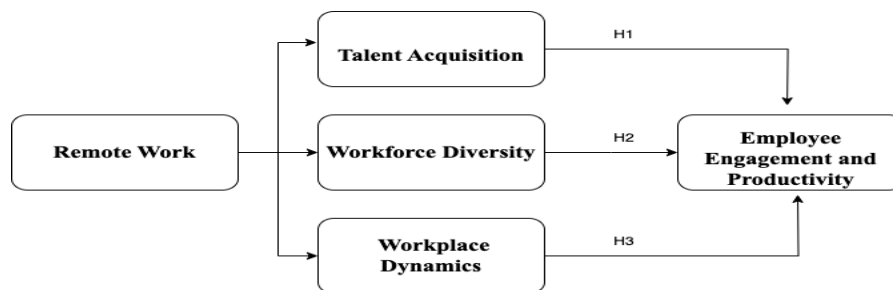 Talent Acquisition
H1
Remote Work
Workforce Diversity
H2
Employee
Engagement and
Productivity
Workplace
Dynamics
H3